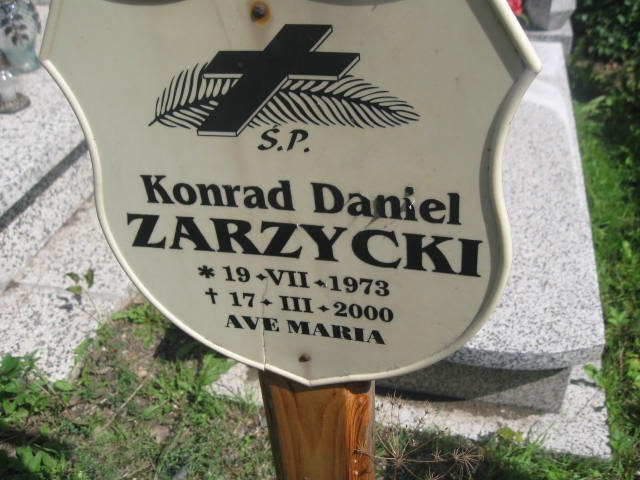 Ś.P.
Konrad Daniel
ZARZYCKI
* 19 ✦ VII ✦ 1973
† 17 ✦ III ✦ 2000
AVE MARIA